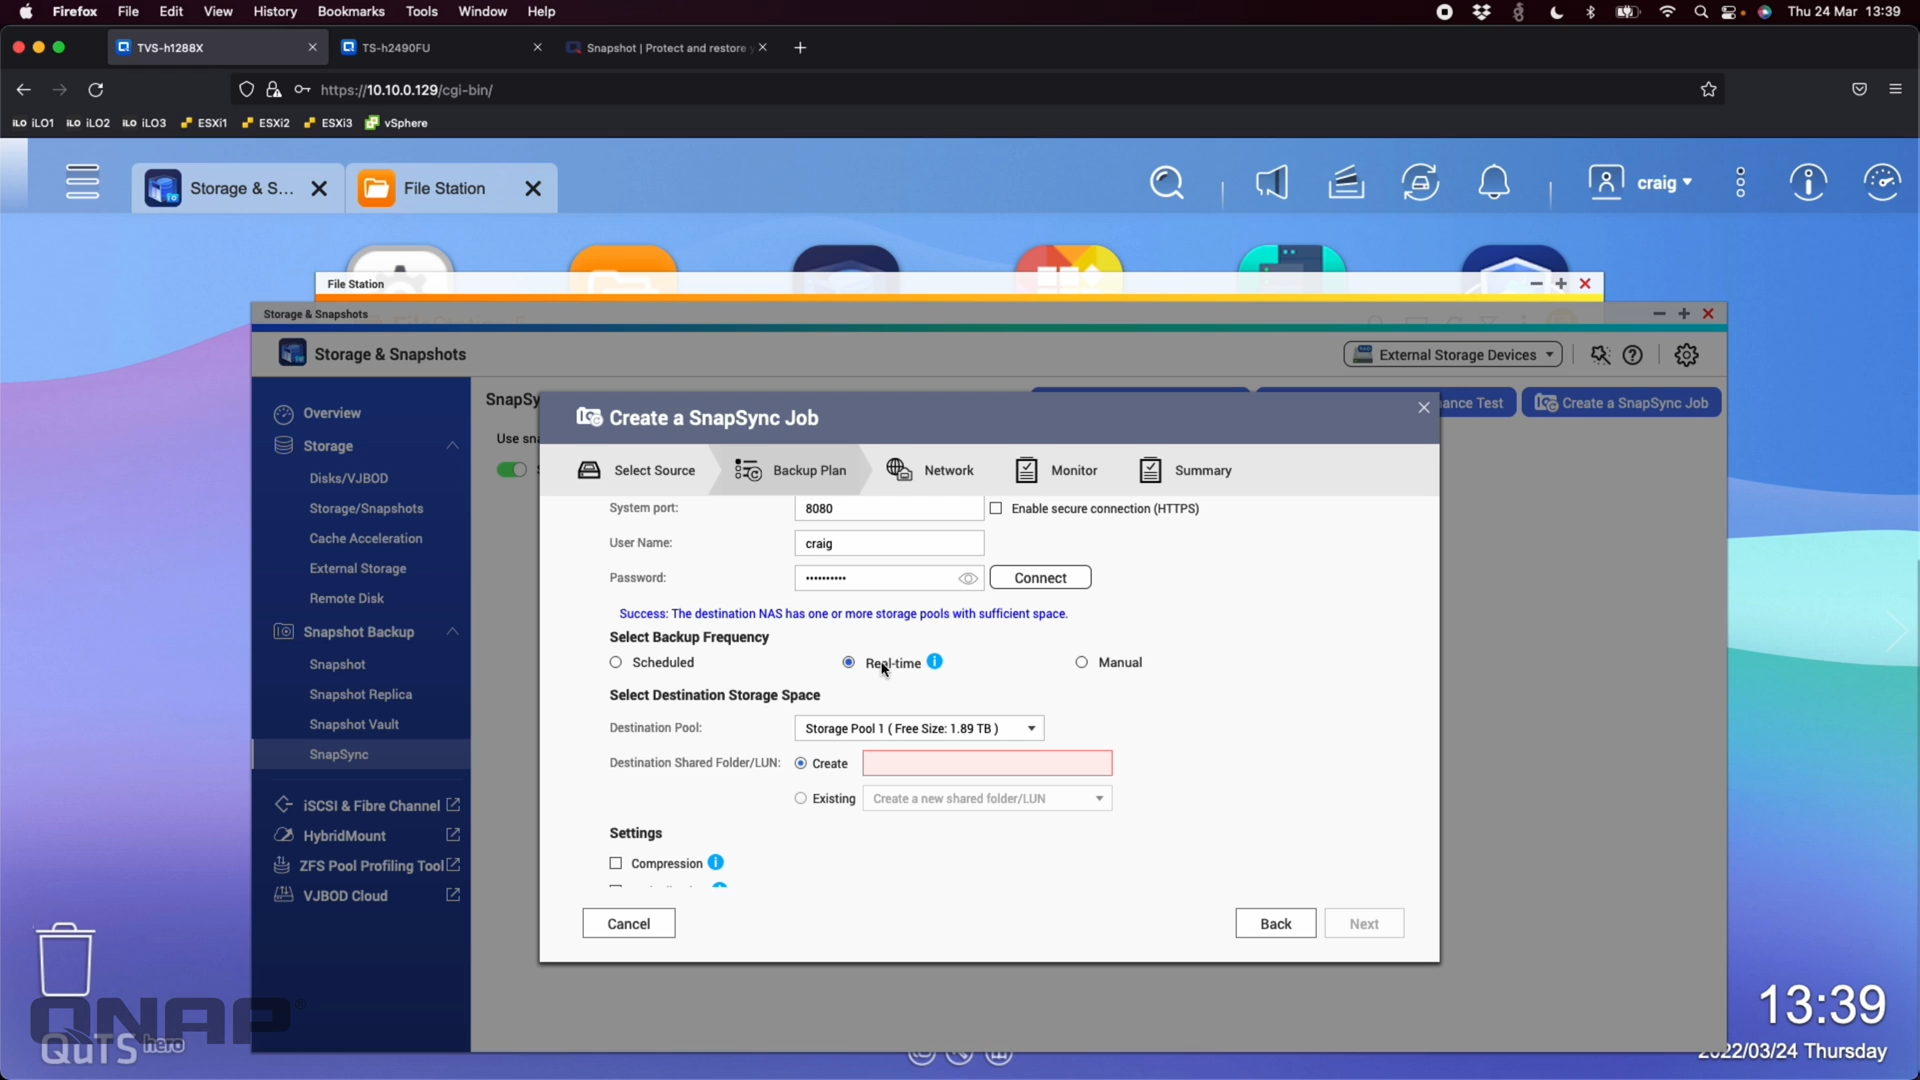 Firefox File Edit View History Bookmarks Tools Window Help
Thu 24 Mar 13:39
TVS-h1288X
TS-h2490FU
Snapshot | Protect and restore
https://10.10.0.129/cgi-bin/
iLO iLO1 iLO iLO2 iLO iLO3 ESXi1 ESXi2 ESXi3 vSphere
Storage & S...
File Station
craig
File Station
Storage & Snapshots
Storage & Snapshots
External Storage Devices
Overview
Storage
Disks/VJBOD
Storage/Snapshots
Cache Acceleration
External Storage
Remote Disk
Snapshot Backup
Snapshot
Snapshot Replica
Snapshot Vault
SnapSync
iSCSI & Fibre Channel
HybridMount
ZFS Pool Profiling Tool
VJBOD Cloud
SnapSy
ance Test
Create a SnapSync Job
Use sna
Create a SnapSync Job
Select Source
Backup Plan
Network
Monitor
Summary
System port: 8080 Enable secure connection (HTTPS)
User Name: craig
Password: •••••••••• Connect
Success: The destination NAS has one or more storage pools with sufficient space.
Select Backup Frequency
Scheduled Real-time Manual
Select Destination Storage Space
Destination Pool: Storage Pool 1 ( Free Size: 1.89 TB )
Destination Shared Folder/LUN: Create
Existing Create a new shared folder/LUN
Settings
Compression
Cancel Back Next
QNAP
QuTS hero
13:39
2022/03/24 Thursday